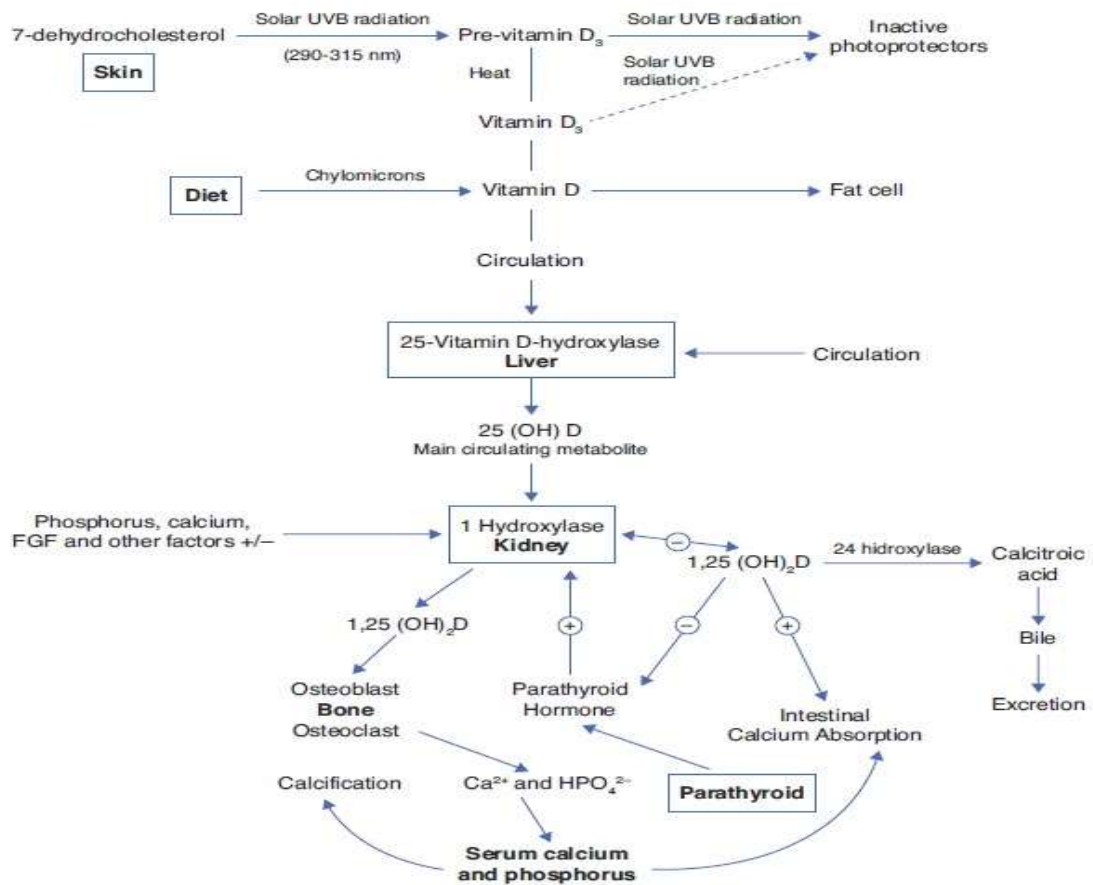 7-dehydrocholesterol
Skin
Solar UVB radiation
(290-315 nm)
Pre-vitamin D₃
Solar UVB radiation
Inactive
photoprotectors
Heat
Solar UVB
radiation
Vitamin D₃
Diet
Chylomicrons
Vitamin D
Fat cell
Circulation
25-Vitamin D-hydroxylase
Liver
Circulation
25 (OH) D
Main circulating metabolite
Phosphorus, calcium,
FGF and other factors +/–
1 Hydroxylase
Kidney
–
1,25 (OH)₂D
24 hidroxylase
Calcitroic
acid
1,25 (OH)₂D
+
–
+
Bile
Osteoblast
Bone
Osteoclast
Parathyroid
Hormone
Intestinal
Calcium Absorption
Excretion
Calcification
Ca²⁺ and HPO₄²⁻
Parathyroid
Serum calcium
and phosphorus